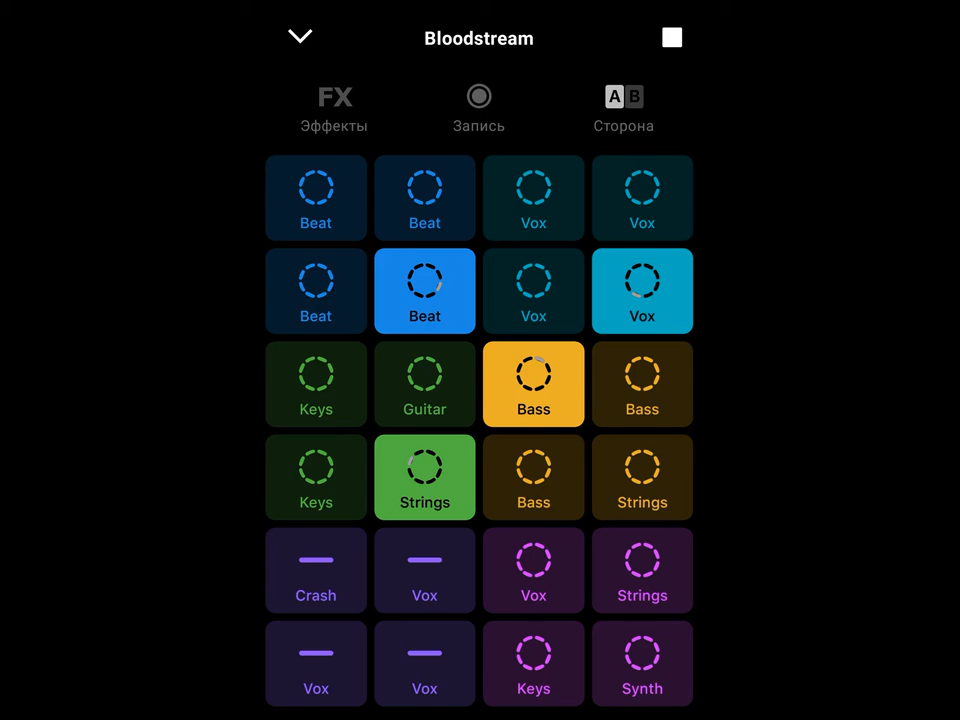 Bloodstream
FX
A B
Эффекты
Запись
Сторона
Beat
Beat
Vox
Vox
Beat
Beat
Vox
Vox
Keys
Guitar
Bass
Bass
Keys
Strings
Bass
Strings
Crash
Vox
Vox
Strings
Vox
Vox
Keys
Synth